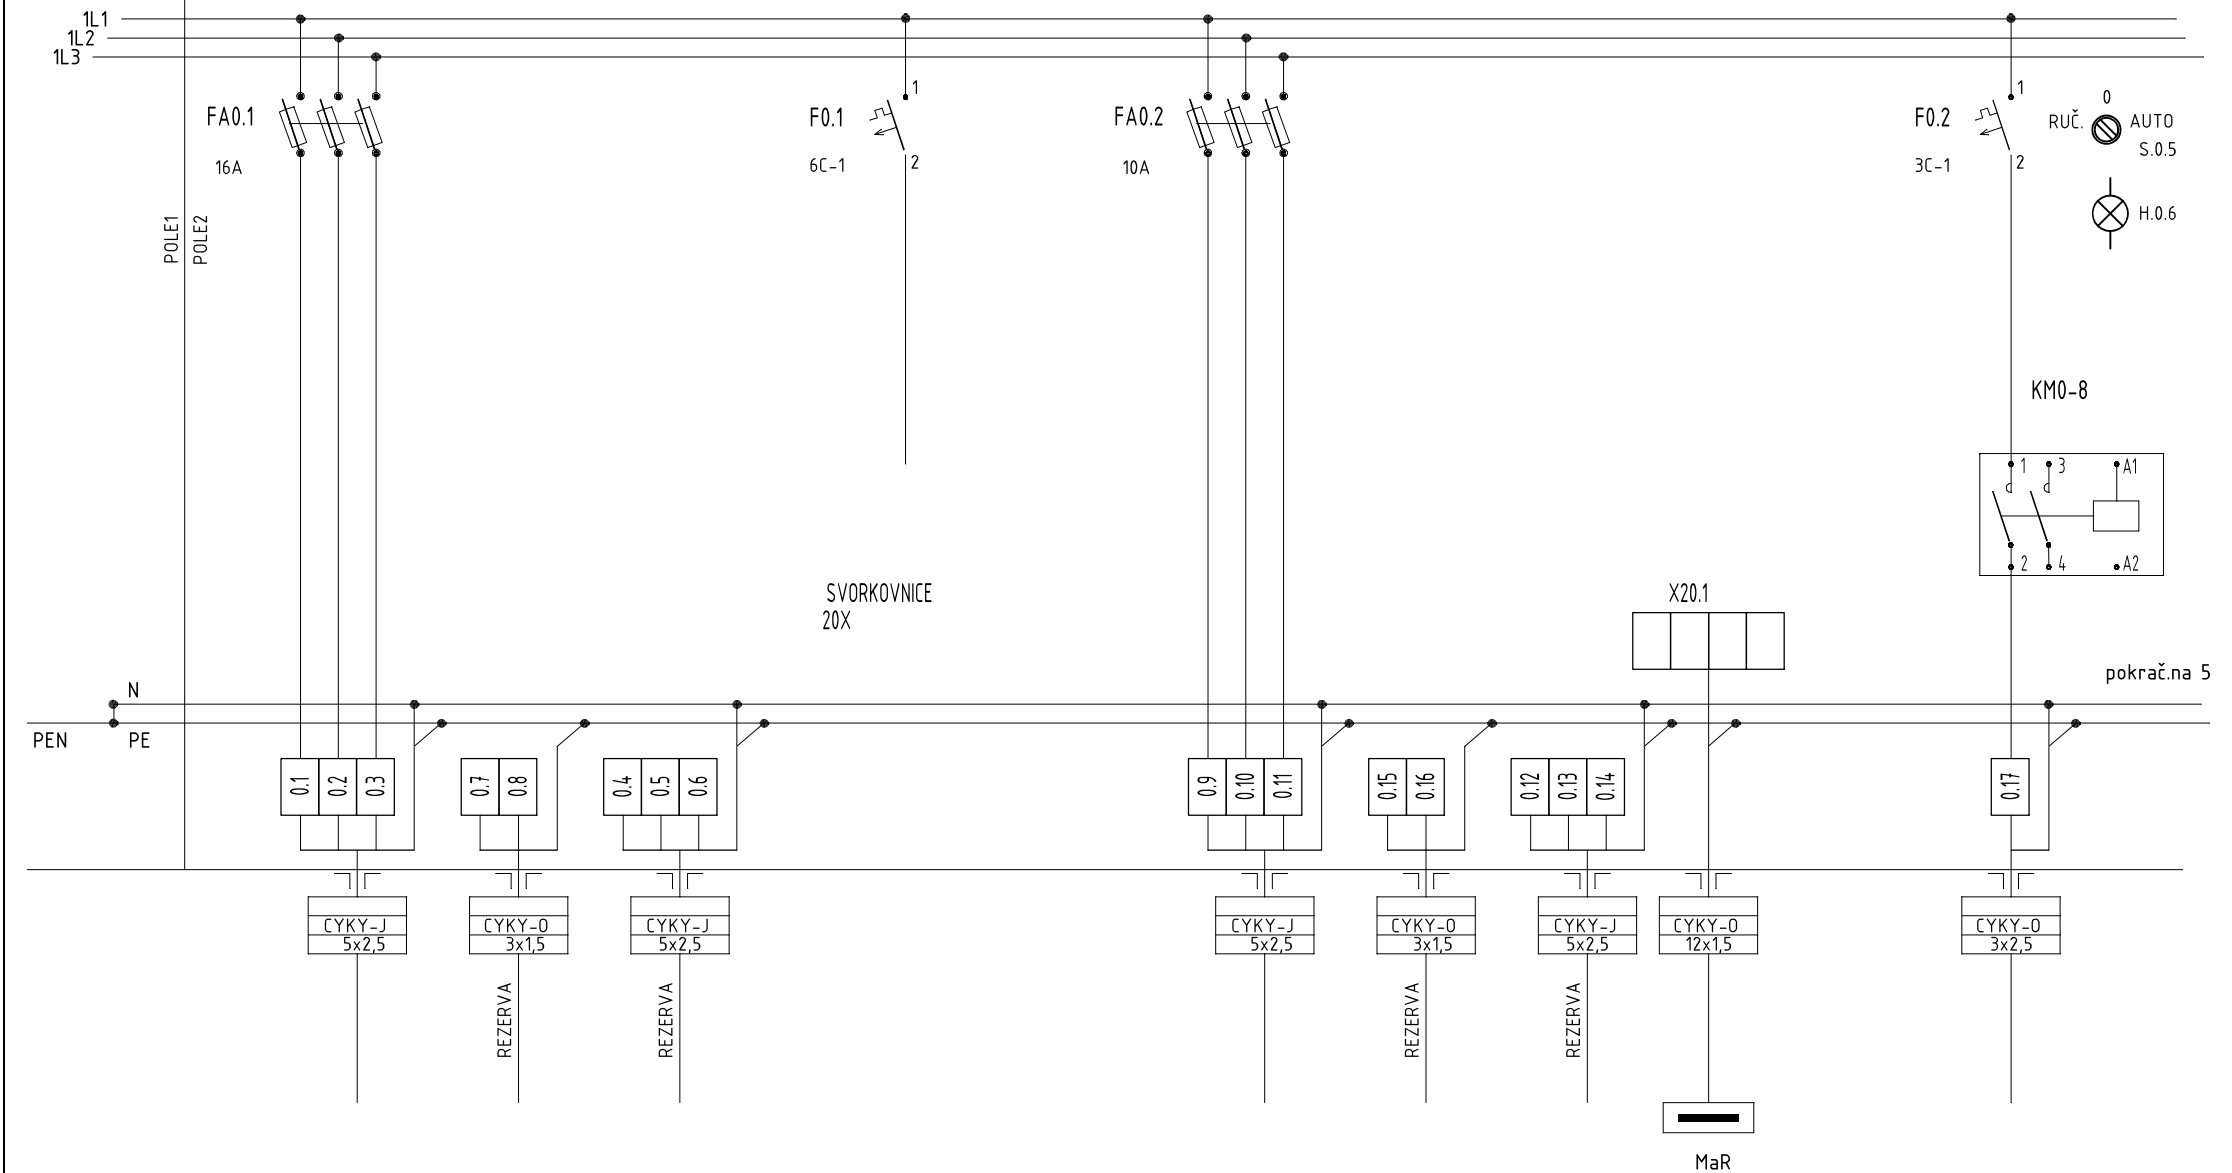 1L1
1L2
1L3
FA0.1
16A
F0.1
6C-1
1
2
FA0.2
10A
F0.2
3C-1
1
2
0
RUČ.
AUTO
S.0.5
H.0.6
POLE1
POLE2
KM0-8
1
3
A1
2
4
A2
SVORKOVNICE
20X
X20.1
pokrač.na 5
N
PEN
PE
0.1
0.2
0.3
0.7
0.8
0.4
0.5
0.6
0.9
0.10
0.11
0.15
0.16
0.12
0.13
0.14
0.17
CYKY-J
5x2,5
CYKY-O
3x1,5
CYKY-J
5x2,5
CYKY-J
5x2,5
CYKY-O
3x1,5
CYKY-J
5x2,5
CYKY-O
12x1,5
CYKY-O
3x2,5
REZERVA
REZERVA
REZERVA
REZERVA
MaR